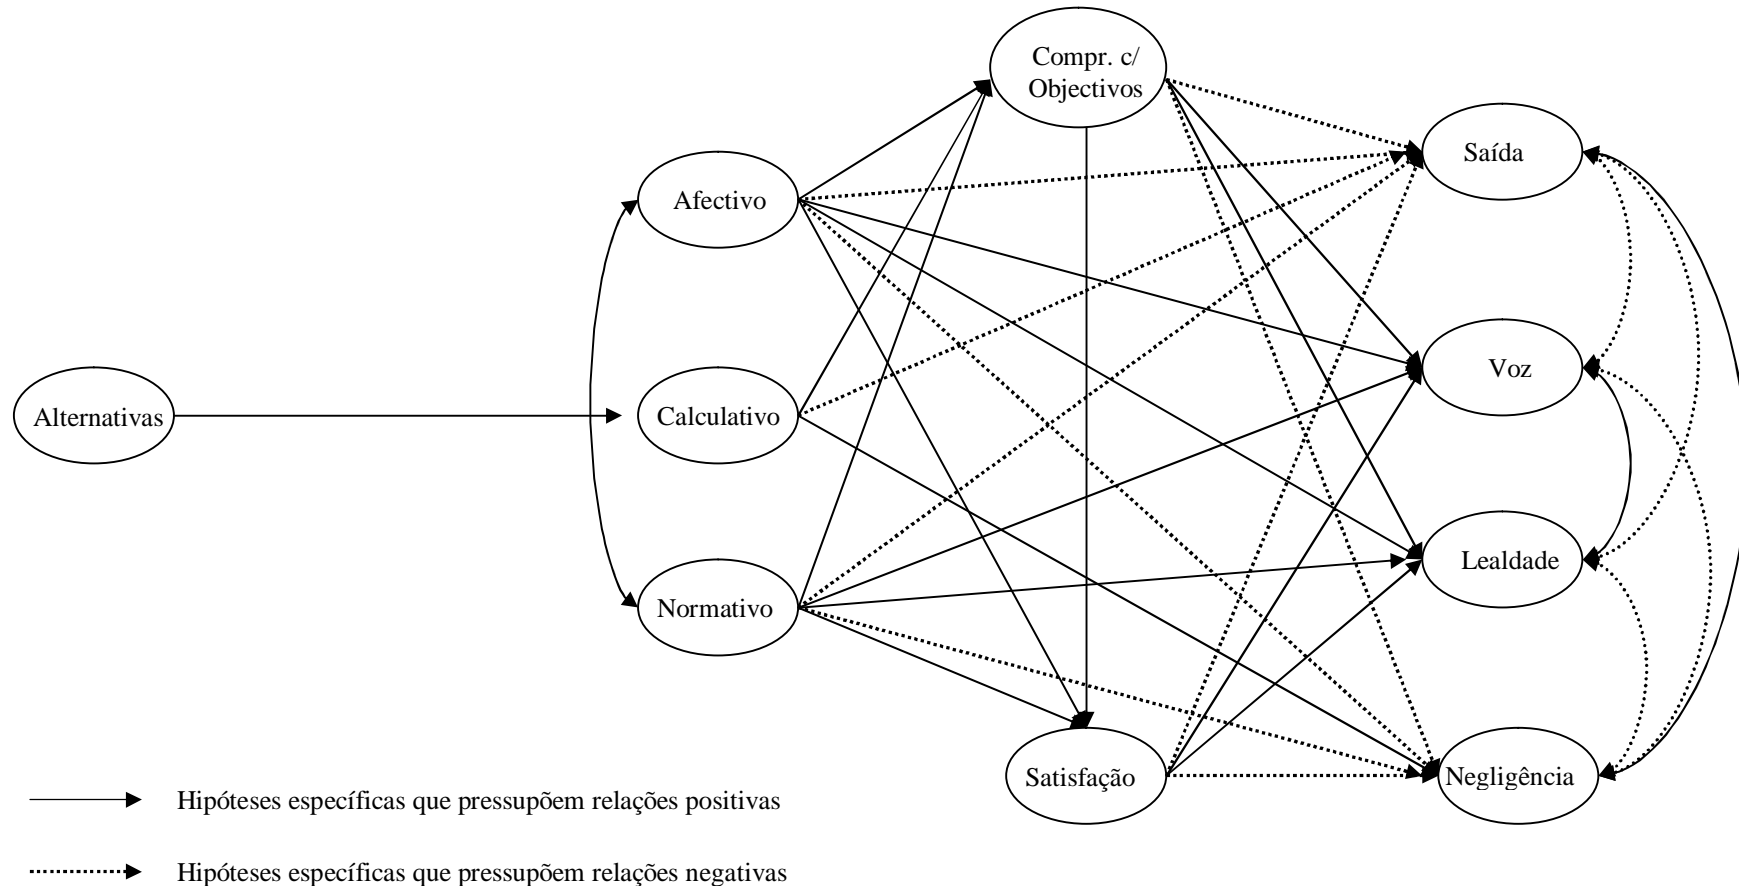 Compr. c/
Objectivos
Saída
Afectivo
Voz
Alternativas
Calculativo
Lealdade
Normativo
Satisfação
Negligência
Hipóteses específicas que pressupõem relações positivas
Hipóteses específicas que pressupõem relações negativas